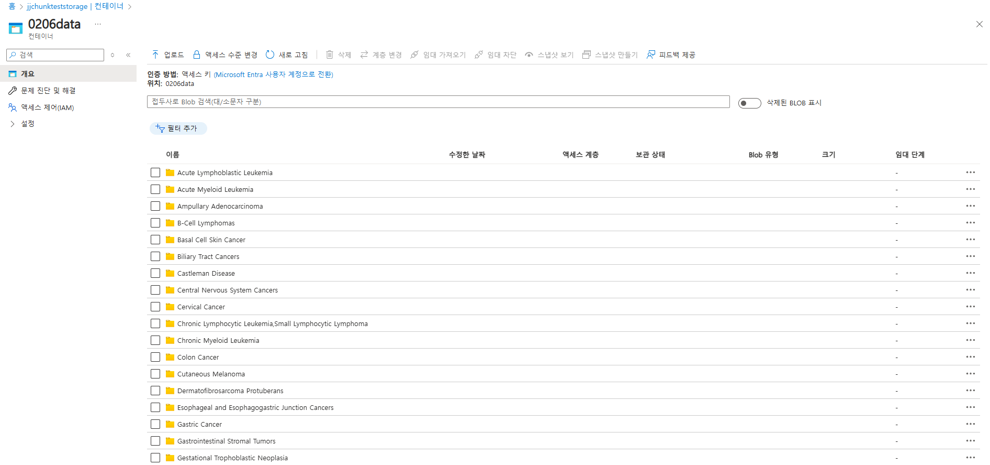 홈 > jjchunkteststorage | 컨테이너 >
0206data ...
컨테이너
검색
개요
문제 진단 및 해결
액세스 제어(IAM)
설정
업로드 액세스 수준 변경 새로 고침 삭제 계층 변경 임대 가져오기 임대 차단 스냅샷 보기 스냅샷 만들기 피드백 제공
인증 방법: 액세스 키 (Microsoft Entra 사용자 계정으로 전환)
위치: 0206data
접두사로 Blob 검색(대/소문자 구분) 삭제된 BLOB 표시
필터 추가
이름 수정한 날짜 액세스 계층 보관 상태 Blob 유형 크기 임대 단계
Acute Lymphoblastic Leukemia -
Acute Myeloid Leukemia -
Ampullary Adenocarcinoma -
B-Cell Lymphomas -
Basal Cell Skin Cancer -
Biliary Tract Cancers -
Castleman Disease -
Central Nervous System Cancers -
Cervical Cancer -
Chronic Lymphocytic Leukemia;Small Lymphocytic Lymphoma -
Chronic Myeloid Leukemia -
Colon Cancer -
Cutaneous Melanoma -
Dermatofibrosarcoma Protuberans -
Esophageal and Esophagogastric Junction Cancers -
Gastric Cancer -
Gastrointestinal Stromal Tumors -
Gestational Trophoblastic Neoplasia -